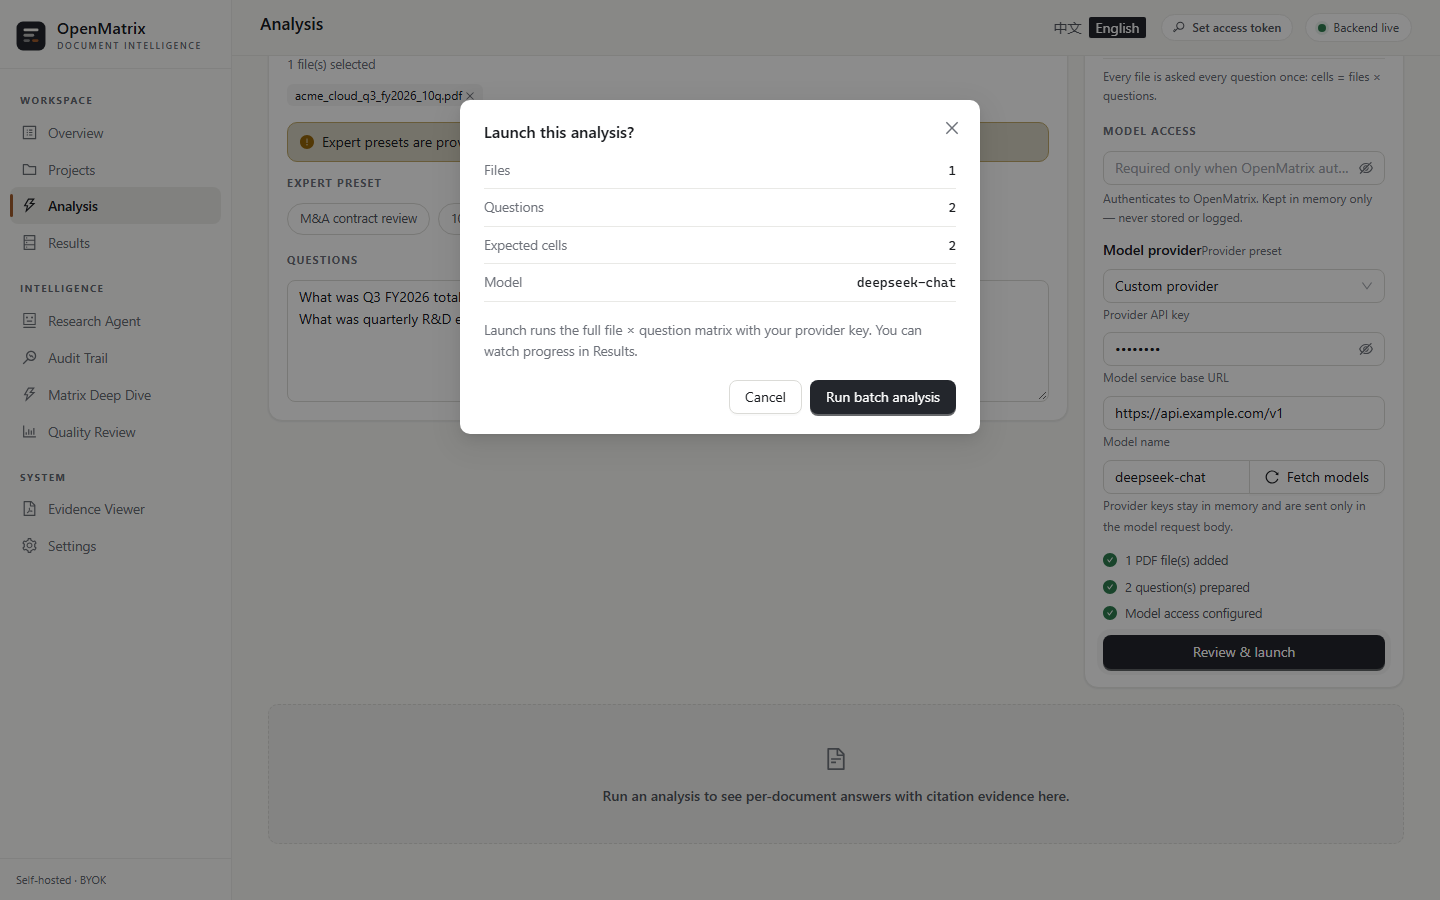 OpenMatrix
DOCUMENT INTELLIGENCE
WORKSPACE
Overview
Projects
Analysis
Results
INTELLIGENCE
Research Agent
Audit Trail
Matrix Deep Dive
Quality Review
SYSTEM
Evidence Viewer
Settings
Self-hosted · BYOK
Analysis
中文 English
Set access token
Backend live
1 file(s) selected
acme_cloud_q3_fy2026_10q.pdf ×
Expert presets are prov
EXPERT PRESET
M&A contract review
10
QUESTIONS
What was Q3 FY2026 total
What was quarterly R&D e
Launch this analysis?
Files 1
Questions 2
Expected cells 2
Model deepseek-chat
Launch runs the full file × question matrix with your provider key. You can
watch progress in Results.
Cancel
Run batch analysis
Every file is asked every question once: cells = files ×
questions.
MODEL ACCESS
Required only when OpenMatrix aut...
Authenticates to OpenMatrix. Kept in memory only
— never stored or logged.
Model provider Provider preset
Custom provider
Provider API key
••••••••
Model service base URL
https://api.example.com/v1
Model name
deepseek-chat
Fetch models
Provider keys stay in memory and are sent only in
the model request body.
1 PDF file(s) added
2 question(s) prepared
Model access configured
Review & launch
Run an analysis to see per-document answers with citation evidence here.